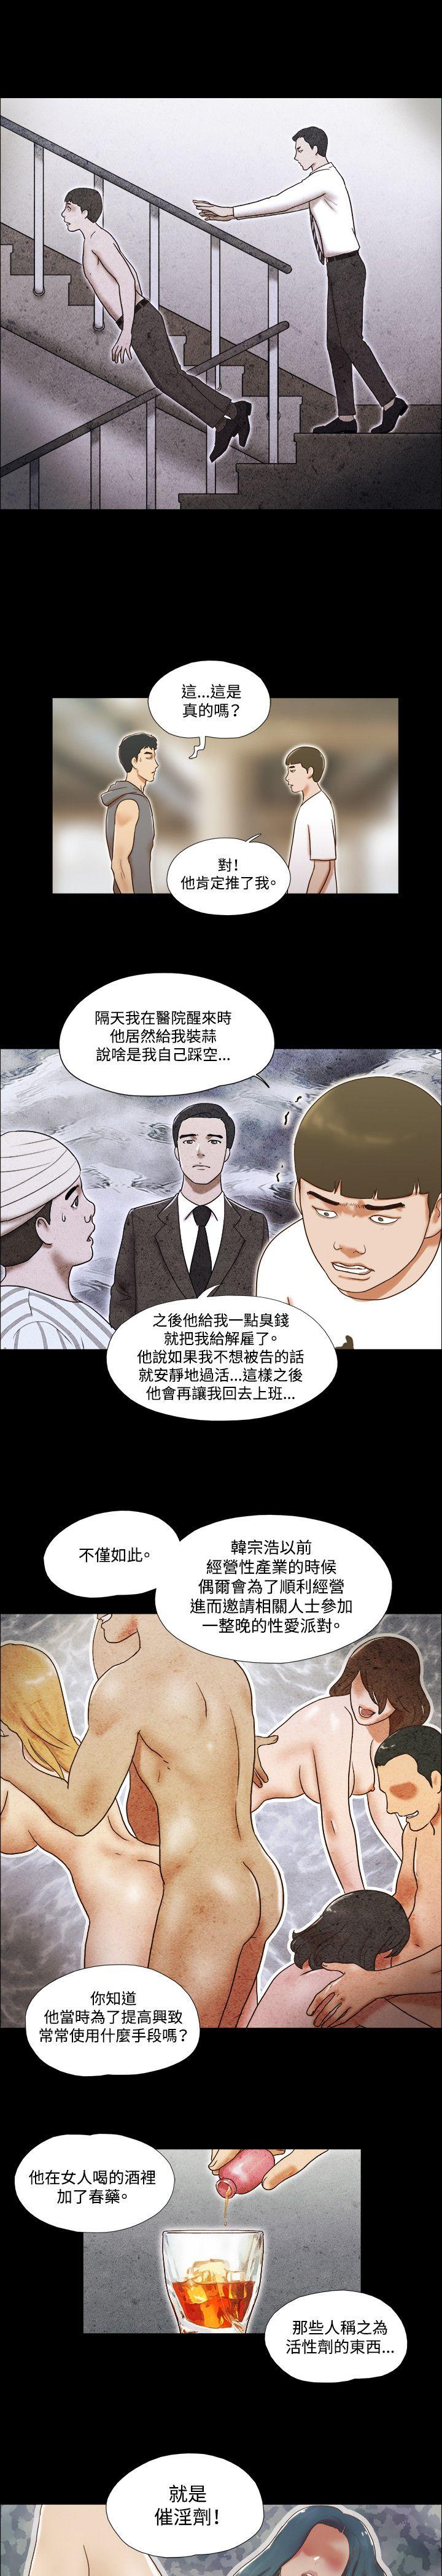 這...這是
真的嗎?
對!
他肯定推了我。
隔天我在醫院醒來時
他居然給我裝蒜
說啥是我自己踩空...
之後他給我一點臭錢
就把我給解雇了。
他說如果我不想被告的話
就安靜地過活...這樣之後
他會再讓我回去上班...
不僅如此。
韓宗浩以前
經營性產業的時候
偶爾會為了順利經營
進而邀請相關人士參加
一整晚的性愛派對。
你知道
他當時為了提高興致
常常使用什麼手段嗎?
他在女人喝的酒裡
加了春藥。
那些人稱之為
活性劑的東西...
就是
催淫劑!